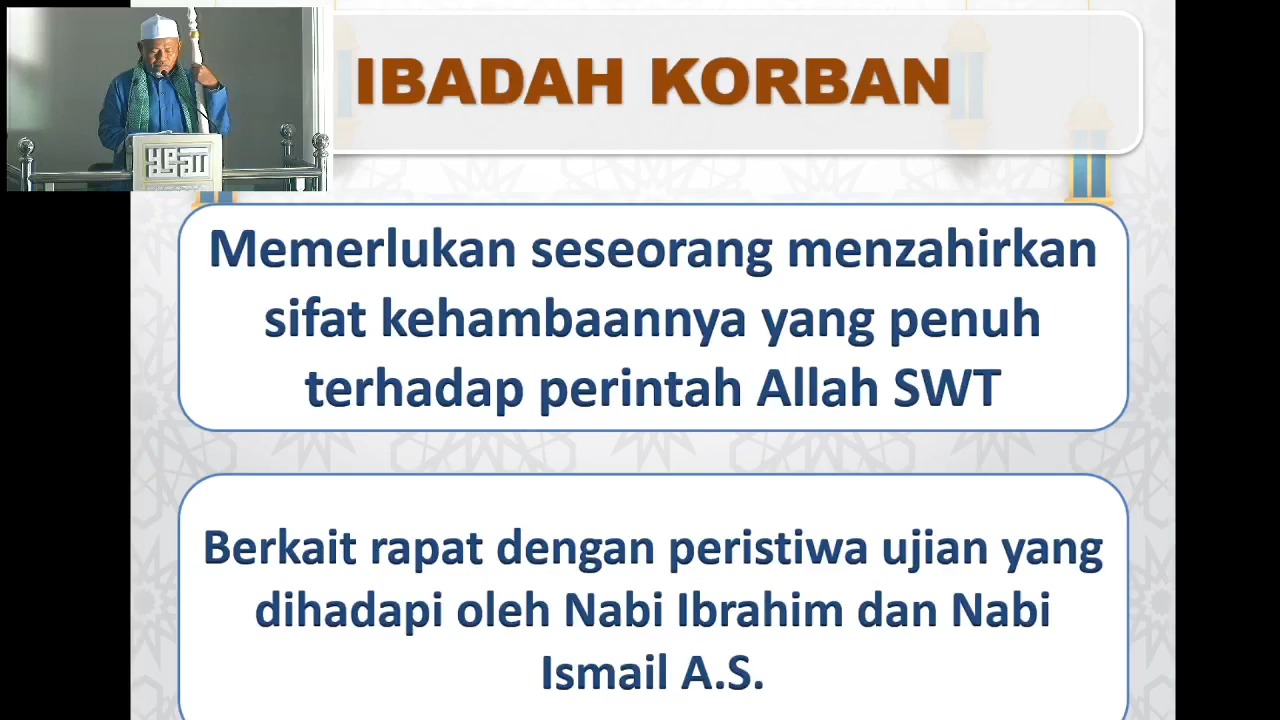 IBADAH KORBAN
Memerlukan seseorang menzahirkan
sifat kehambaannya yang penuh
terhadap perintah Allah SWT
Berkait rapat dengan peristiwa ujian yang
dihadapi oleh Nabi Ibrahim dan Nabi
Ismail A.S.